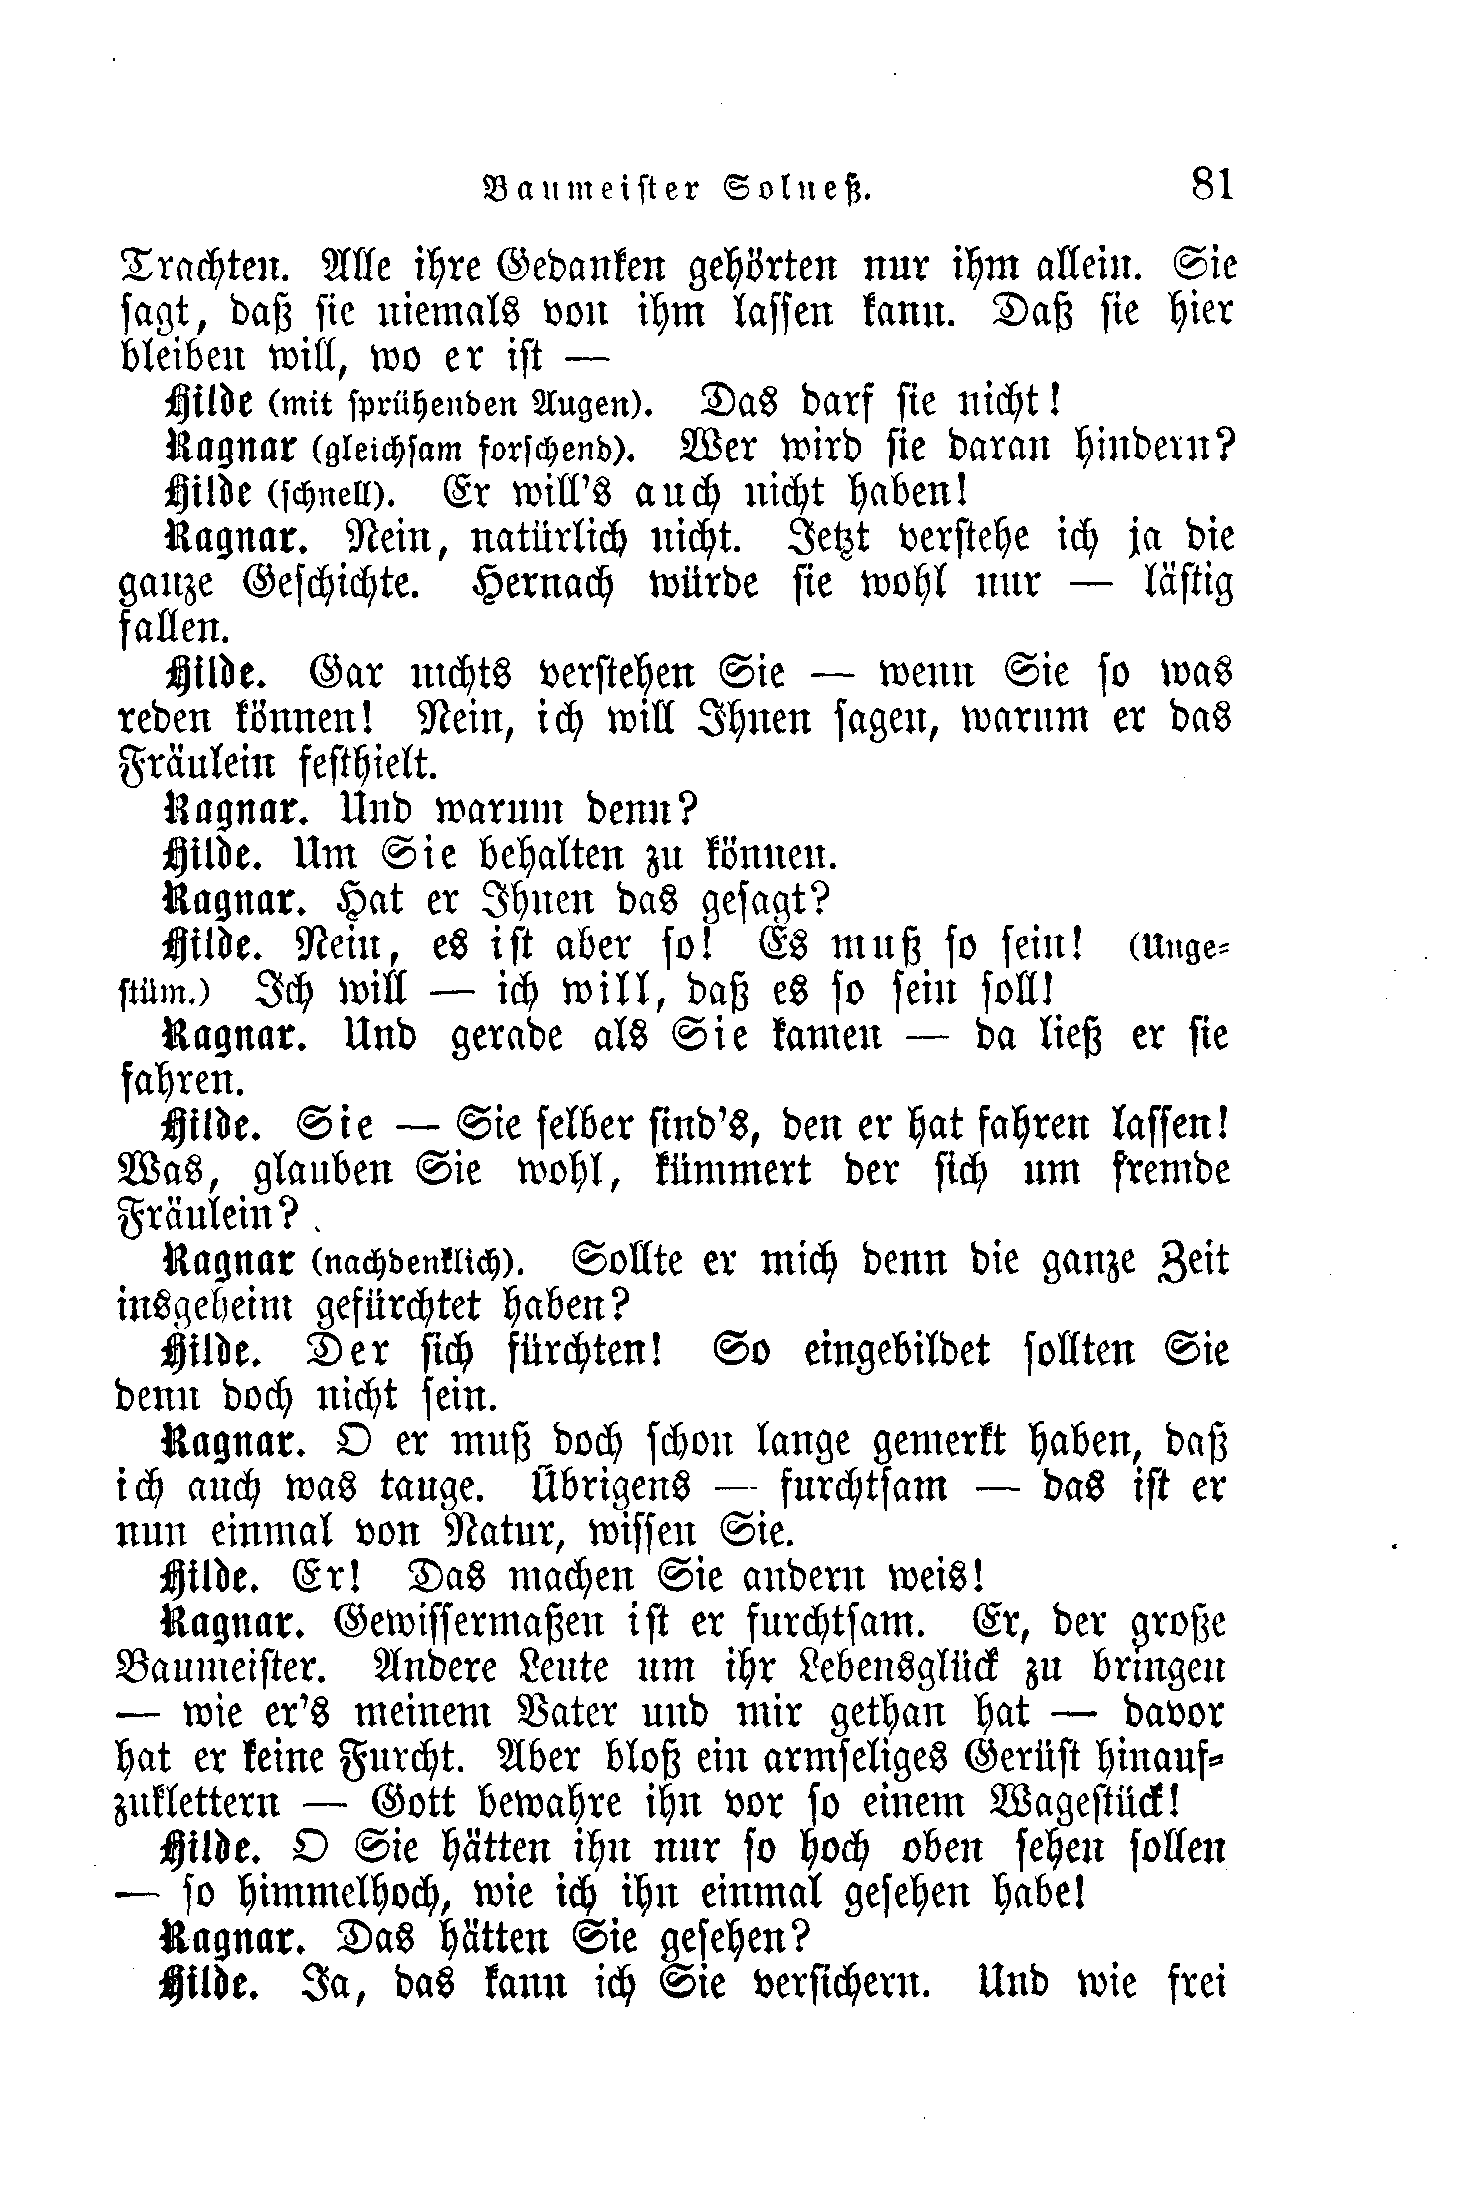 Baumeister Solneß. 81
Trachten. Alle ihre Gedanken gehörten nur ihm allein. Sie
sagt, daß sie niemals von ihm lassen kann. Daß sie hier
bleiben will, wo er ist —
Hilde (mit sprühenden Augen). Das darf sie nicht!
Ragnar (gleichsam forschend). Wer wird sie daran hindern?
Hilde (schnell). Er will's auch nicht haben!
Ragnar. Nein, natürlich nicht. Jetzt verstehe ich ja die
ganze Geschichte. Hernach würde sie wohl nur — lästig
fallen.
Hilde. Gar nichts verstehen Sie — wenn Sie so was
reden können! Nein, ich will Ihnen sagen, warum er das
Fräulein festhielt.
Ragnar. Und warum denn?
Hilde. Um Sie behalten zu können.
Ragnar. Hat er Ihnen das gesagt?
Hilde. Nein, es ist aber so! Es muß so sein! (Unge-
stüm.) Ich will — ich will, daß es so sein soll!
Ragnar. Und gerade als Sie kamen — da ließ er sie
fahren.
Hilde. Sie — Sie selber sind's, den er hat fahren lassen!
Was, glauben Sie wohl, kümmert der sich um fremde
Fräulein?
Ragnar (nachdenklich). Sollte er mich denn die ganze Zeit
insgeheim gefürchtet haben?
Hilde. Der sich fürchten! So eingebildet sollten Sie
denn doch nicht sein.
Ragnar. O er muß doch schon lange gemerkt haben, daß
ich auch was tauge. Übrigens — furchtsam — das ist er
nun einmal von Natur, wissen Sie.
Hilde. Er! Das machen Sie andern weis!
Ragnar. Gewissermaßen ist er furchtsam. Er, der große
Baumeister. Andere Leute um ihr Lebensglück zu bringen
— wie er's meinem Vater und mir gethan hat — davor
hat er keine Furcht. Aber bloß ein armseliges Gerüst hinauf-
zuklettern — Gott bewahre ihn vor so einem Wagestück!
Hilde. O Sie hätten ihn nur so hoch oben sehen sollen
— so himmelhoch, wie ich ihn einmal gesehen habe!
Ragnar. Das hätten Sie gesehen?
Hilde. Ja, das kann ich Sie versichern. Und wie frei